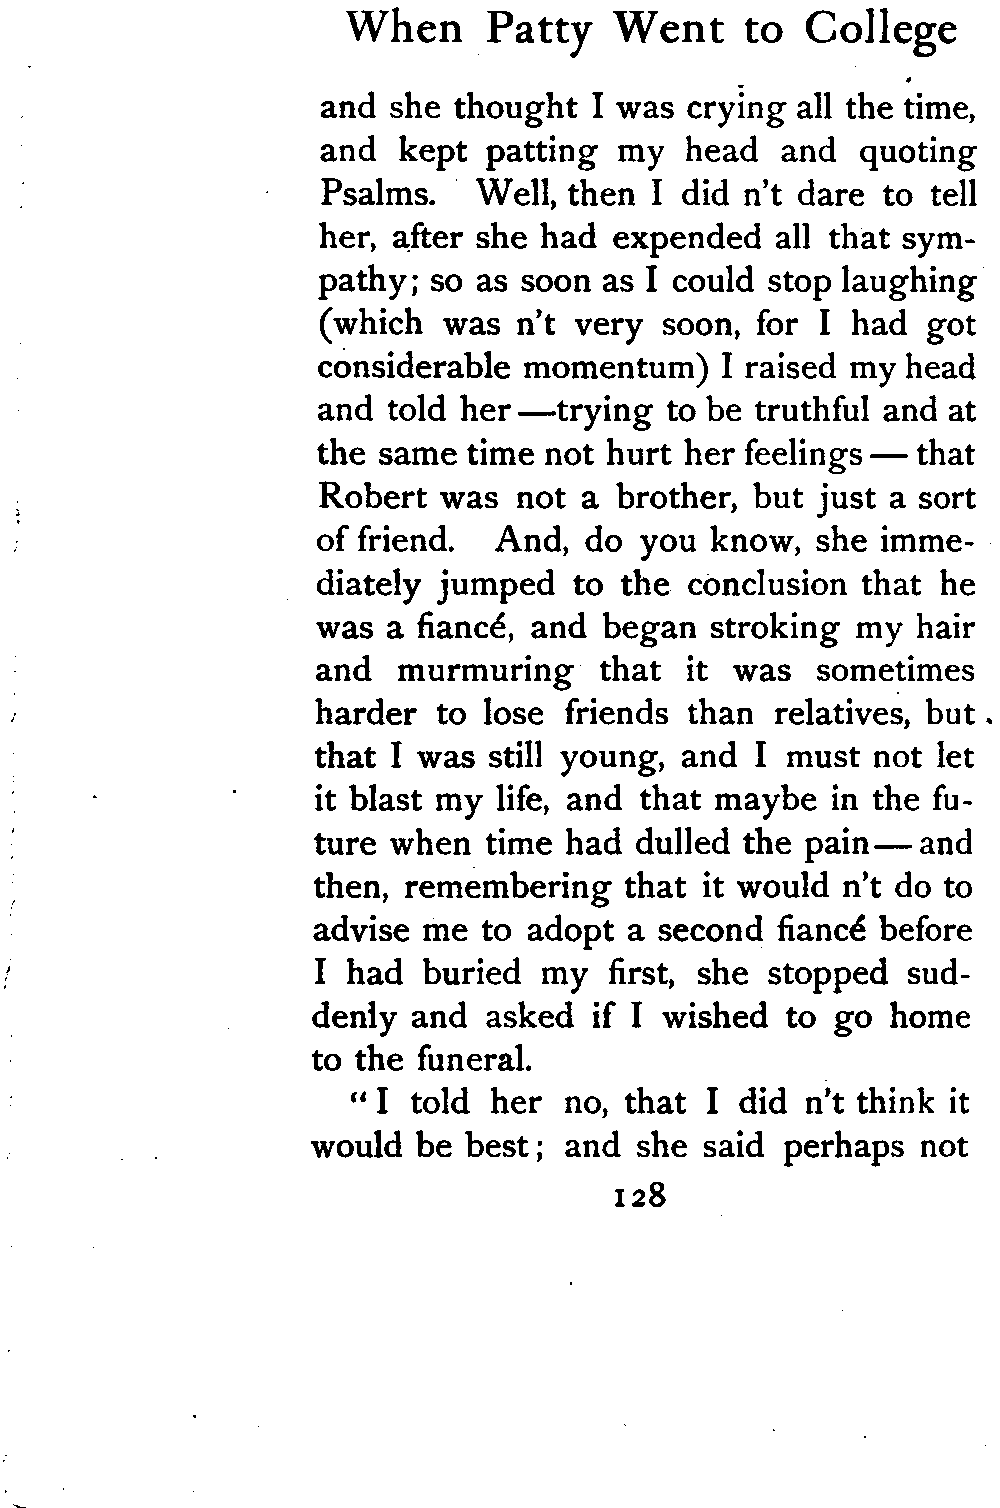 When Patty Went to College
and she thought I was crying all the time,
and kept patting my head and quoting
Psalms. Well, then I did n't dare to tell
her, after she had expended all that sym-
pathy; so as soon as I could stop laughing
(which was n't very soon, for I had got
considerable momentum) I raised my head
and told her—trying to be truthful and at
the same time not hurt her feelings — that
Robert was not a brother, but just a sort
of friend. And, do you know, she imme-
diately jumped to the conclusion that he
was a fiancé, and began stroking my hair
and murmuring that it was sometimes
harder to lose friends than relatives, but
that I was still young, and I must not let
it blast my life, and that maybe in the fu-
ture when time had dulled the pain — and
then, remembering that it would n't do to
advise me to adopt a second fiancé before
I had buried my first, she stopped sud-
denly and asked if I wished to go home
to the funeral.
"I told her no, that I did n't think it
would be best; and she said perhaps not
128